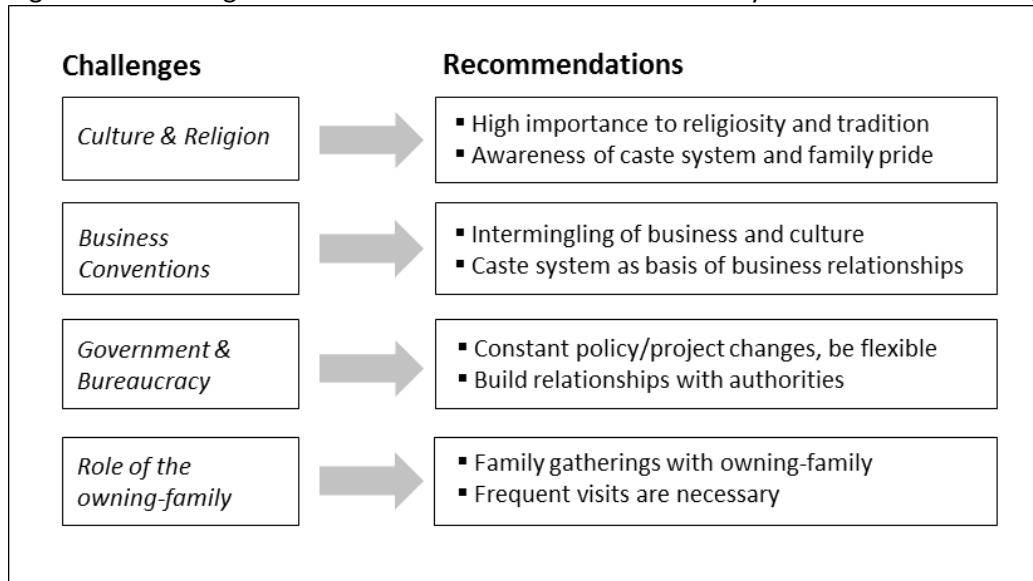 Challenges
Recommendations
Culture & Religion
▪ High importance to religiosity and tradition
▪ Awareness of caste system and family pride
Business
Conventions
▪ Intermingling of business and culture
▪ Caste system as basis of business relationships
Government &
Bureaucracy
▪ Constant policy/project changes, be flexible
▪ Build relationships with authorities
Role of the
owning-family
▪ Family gatherings with owning-family
▪ Frequent visits are necessary